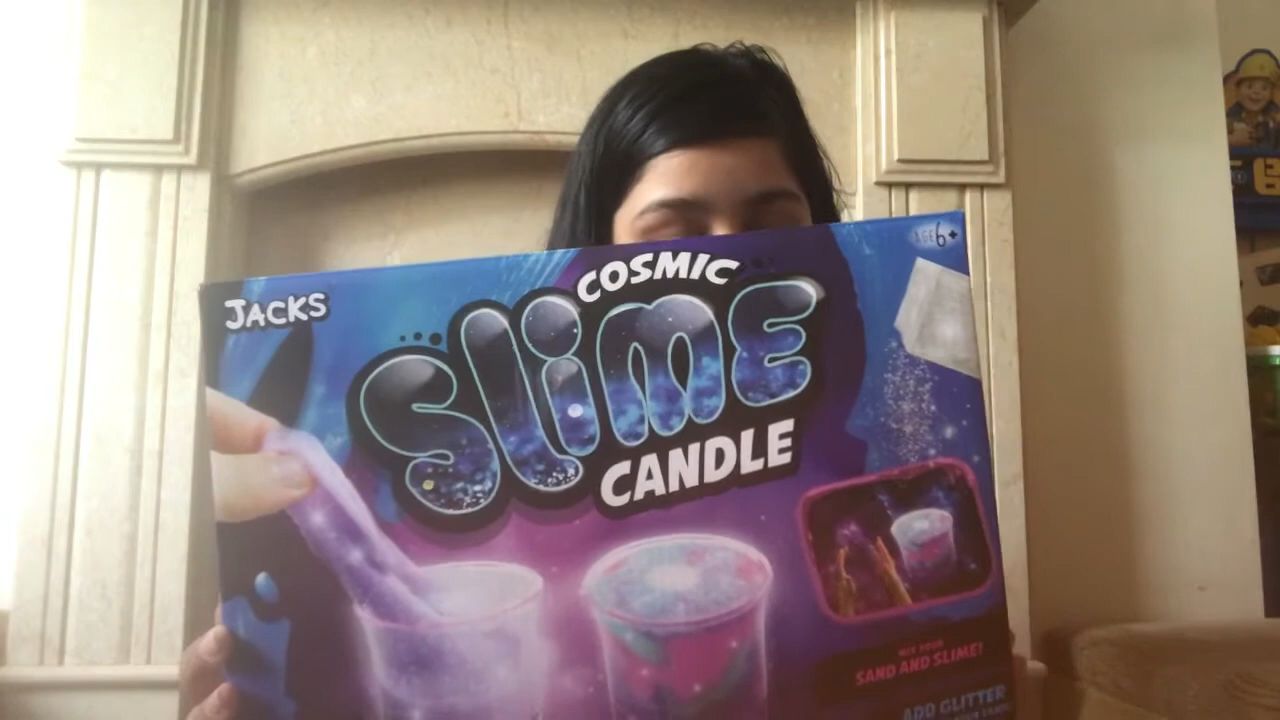 JACKS
COSMIC
SLiME
CANDLE
AGE 6+
MIX YOUR
SAND AND SLIME!
ADD GLITTER